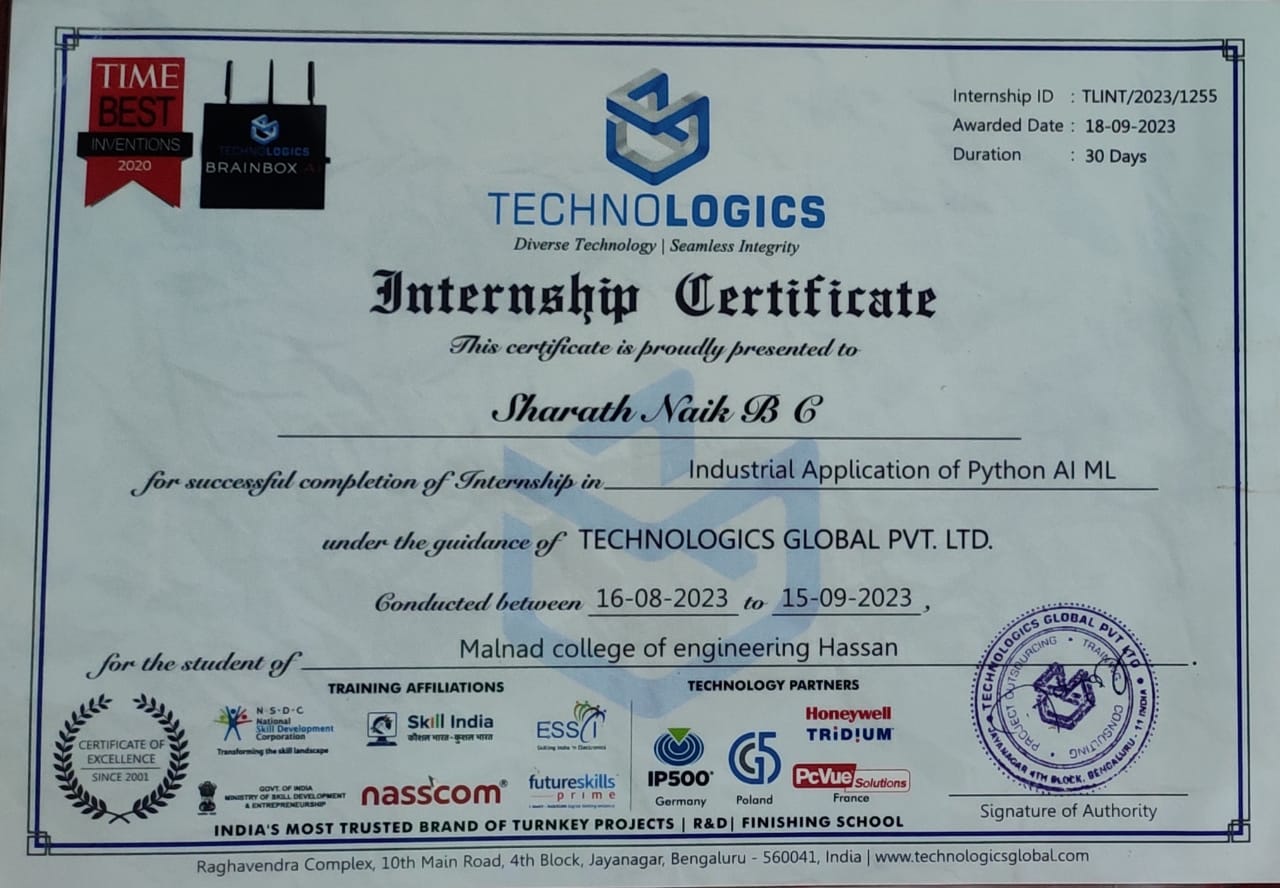 TIME
BEST
INVENTIONS
2020
TECHNOLOGICS
BRAINBOX AI
Internship ID : TLINT/2023/1255
Awarded Date : 18-09-2023
Duration : 30 Days
TECHNOLOGICS
Diverse Technology | Seamless Integrity
Internship Certificate
This certificate is proudly presented to
Sharath Naik B C
for successful completion of Internship in Industrial Application of Python AI ML
under the guidance of TECHNOLOGICS GLOBAL PVT. LTD.
Conducted between 16-08-2023 to 15-09-2023 ,
for the student of Malnad college of engineering Hassan .
TRAINING AFFILIATIONS
N·S·D·C
National
Skill Development
Corporation
Transforming the skill landscape
Skill India
कौशल भारत-कुशल भारत
ESSCI
Skilling India in Electronics
GOVT. OF INDIA
MINISTRY OF SKILL DEVELOPMENT
& ENTREPRENEURSHIP
nasscom®
futureskills
prime
TECHNOLOGY PARTNERS
IP500®
Germany
G5
Poland
Honeywell
TRIDIUM
PcVue Solutions
France
CERTIFICATE OF
EXCELLENCE
SINCE 2001
TECHNOLOGICS GLOBAL PVT LTD
JAYANAGAR 4TH BLOCK, BENGALURU - 11 INDIA
PROJECT OUTSOURCING • TRAINING • CONSULTING
Signature of Authority
INDIA'S MOST TRUSTED BRAND OF TURNKEY PROJECTS | R&D| FINISHING SCHOOL
Raghavendra Complex, 10th Main Road, 4th Block, Jayanagar, Bengaluru - 560041, India | www.technologicsglobal.com